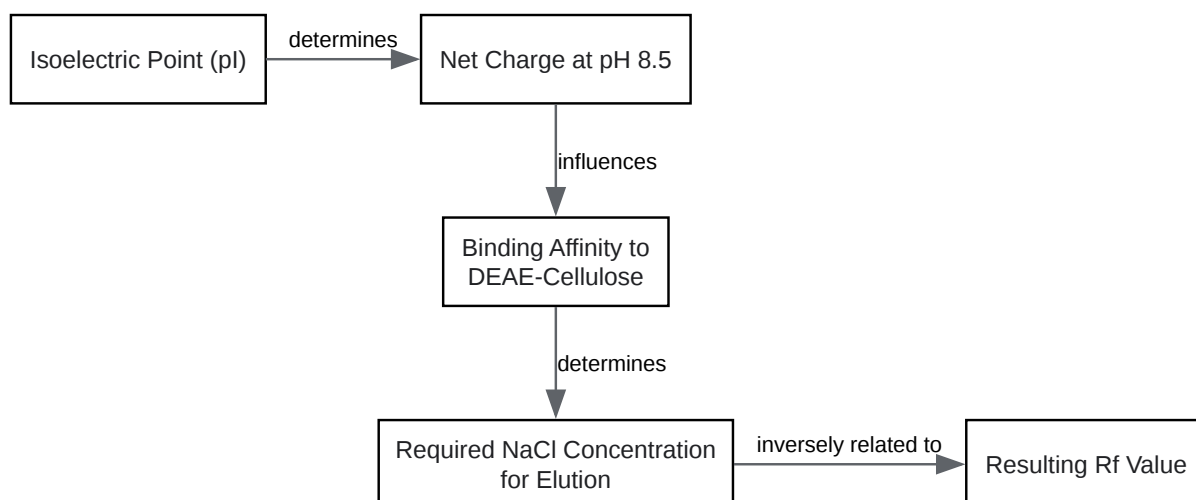 Isoelectric Point (pI)
determines
Net Charge at pH 8.5
influences
Binding Affinity to
DEAE-Cellulose
determines
Required NaCl Concentration
for Elution
inversely related to
Resulting Rf Value